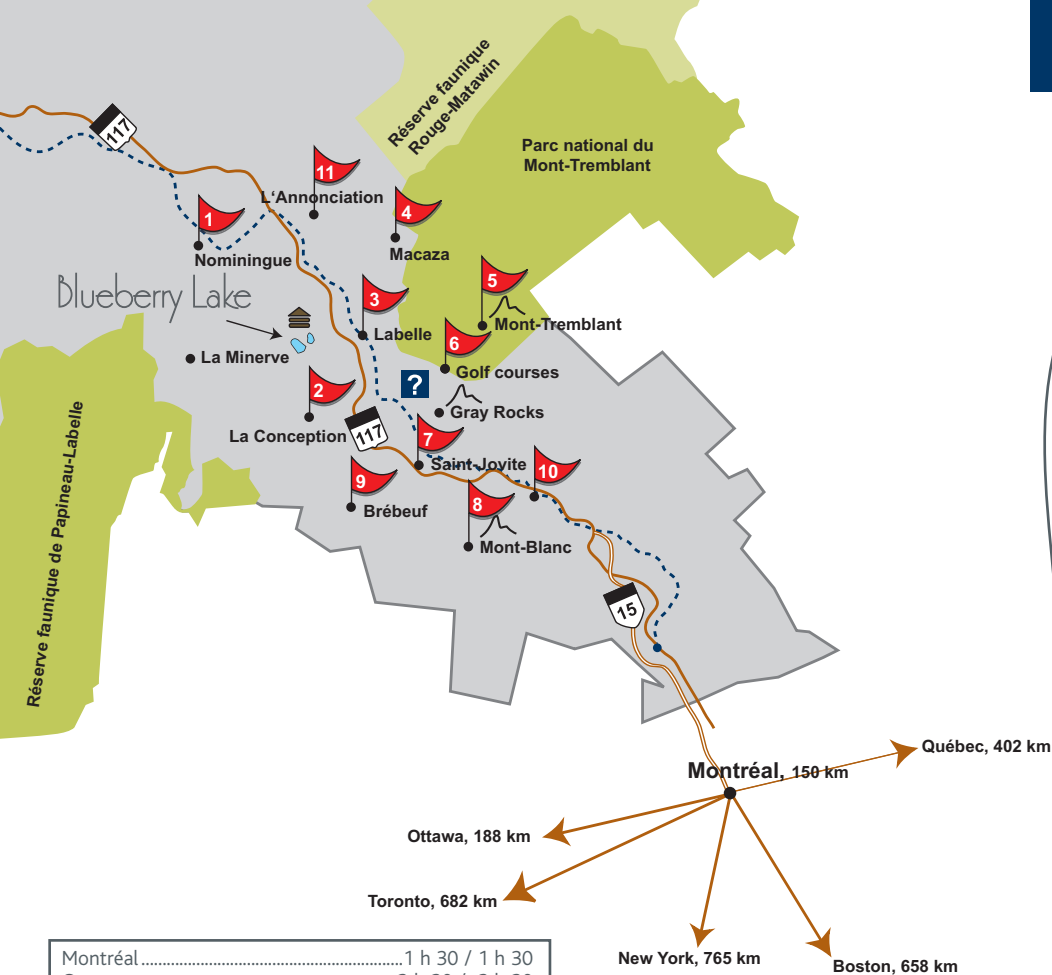 Réserve faunique
Rouge-Matawin
Parc national du
Mont-Tremblant
117
11
L'Annonciation
1
Nominingue
4
Macaza
Blueberry Lake
5
Mont-Tremblant
3
Labelle
6
Golf courses
La Minerve
?
2
La Conception
Gray Rocks
117
7
Saint-Jovite
10
9
Brébeuf
8
Mont-Blanc
Réserve faunique de Papineau-Labelle
15
Québec, 402 km
Montréal, 150 km
Ottawa, 188 km
Toronto, 682 km
New York, 765 km
Boston, 658 km
Montréal 1 h 30 / 1 h 30